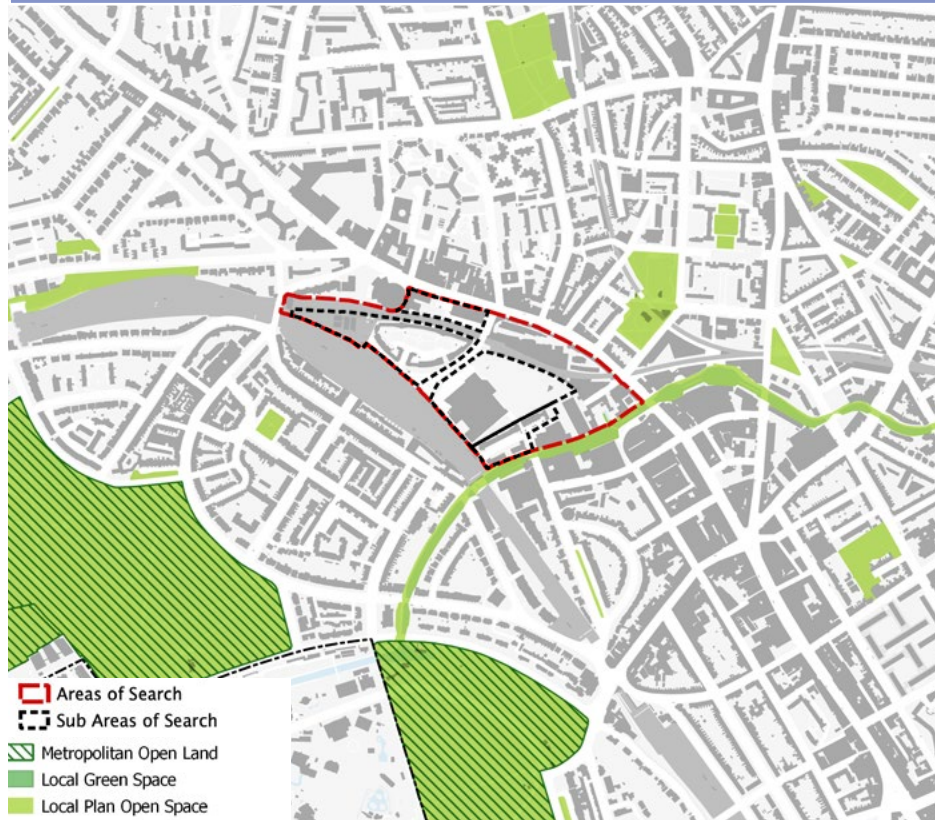 Areas of Search
Sub Areas of Search
Metropolitan Open Land
Local Green Space
Local Plan Open Space